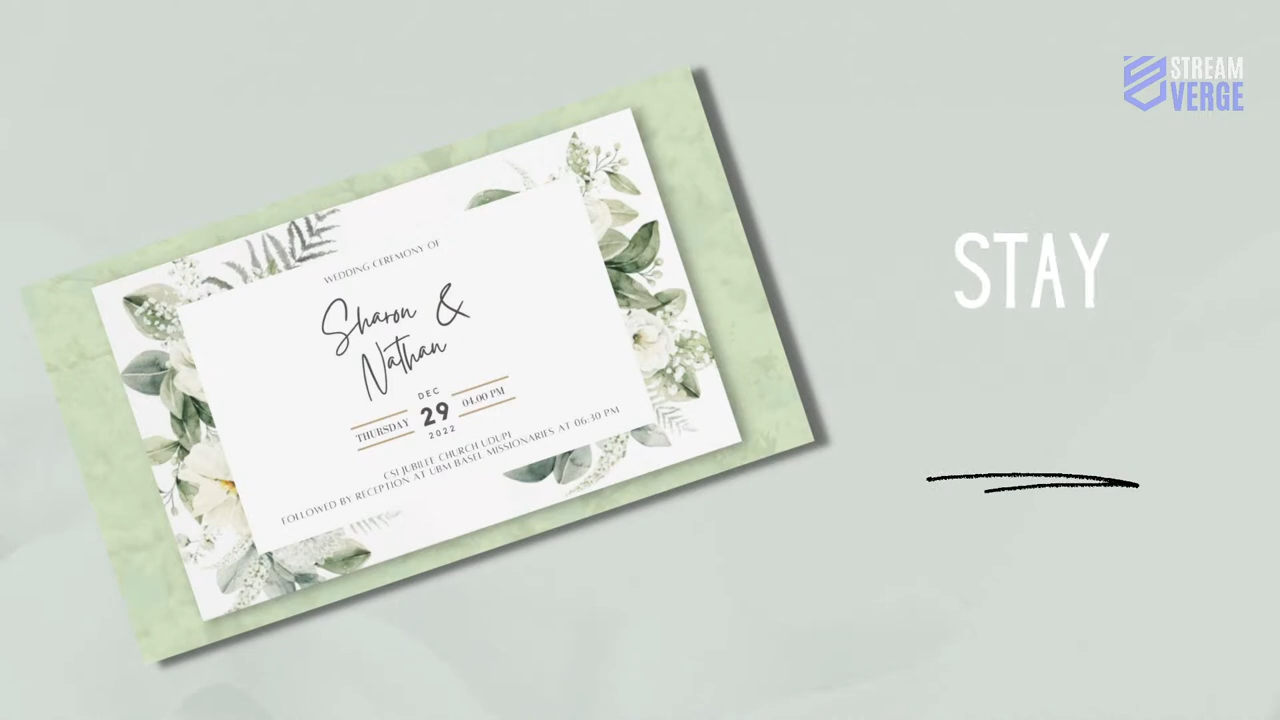 STREAM
VERGE
WEDDING CEREMONY OF
Sharon &
Nathan
DEC
THURSDAY 29 04.00 PM
2022
CSI JUBILEE CHURCH UDUPI
FOLLOWED BY RECEPTION AT UBM BASEL MISSIONARIES AT 06:30 PM
STAY